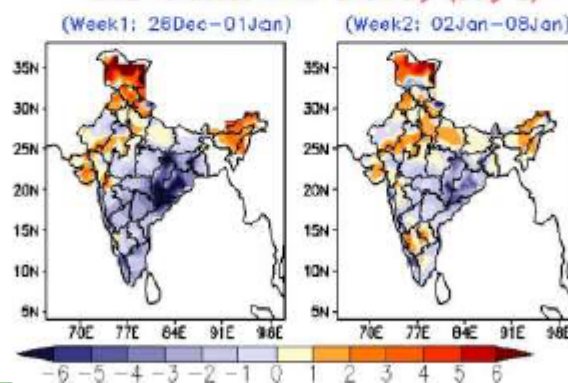 (Week1: 26Dec-01Jan)
(Week2: 02Jan-08Jan)
35N
30N
25N
20N
15N
10N
5N
70E 77E 84E 91E 98E
35N
30N
25N
20N
15N
10N
5N
70E 77E 84E 91E 98E
-6 -5 -4 -3 -2 -1 0 1 2 3 4 5 6